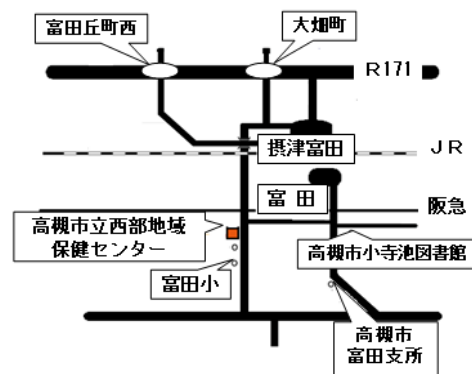 富田丘町西
大畑町
R171
摂津富田
JR
富田
阪急
高槻市立西部地域
保健センター
高槻市小寺池図書館
富田小
高槻市
富田支所